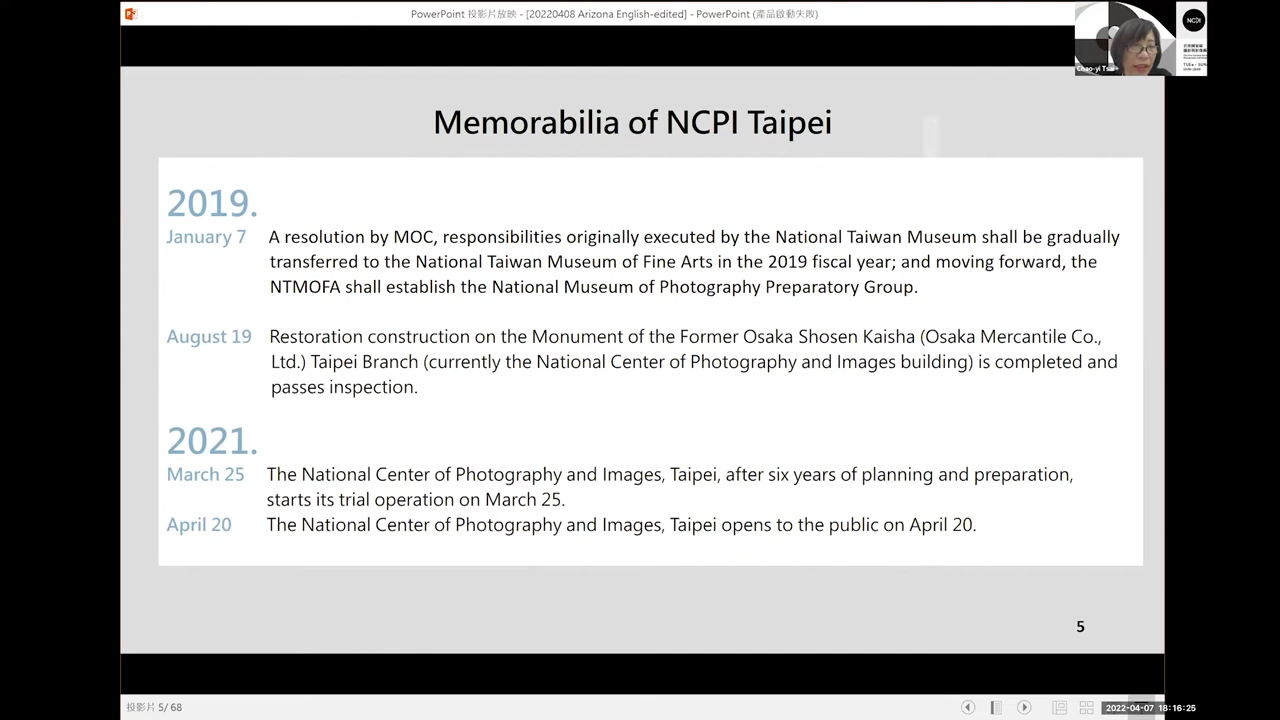 PowerPoint 投影片放映 - [20220408 Arizona English-edited] - PowerPoint (產品啟動失敗)
NCPI
Chao-yi Tsai
Memorabilia of NCPI Taipei
2019.
January 7 A resolution by MOC, responsibilities originally executed by the National Taiwan Museum shall be gradually
transferred to the National Taiwan Museum of Fine Arts in the 2019 fiscal year; and moving forward, the
NTMOFA shall establish the National Museum of Photography Preparatory Group.
August 19 Restoration construction on the Monument of the Former Osaka Shosen Kaisha (Osaka Mercantile Co.,
Ltd.) Taipei Branch (currently the National Center of Photography and Images building) is completed and
passes inspection.
2021.
March 25 The National Center of Photography and Images, Taipei, after six years of planning and preparation,
starts its trial operation on March 25.
April 20 The National Center of Photography and Images, Taipei opens to the public on April 20.
5
投影片 5/ 68
2022-04-07 18:16:25